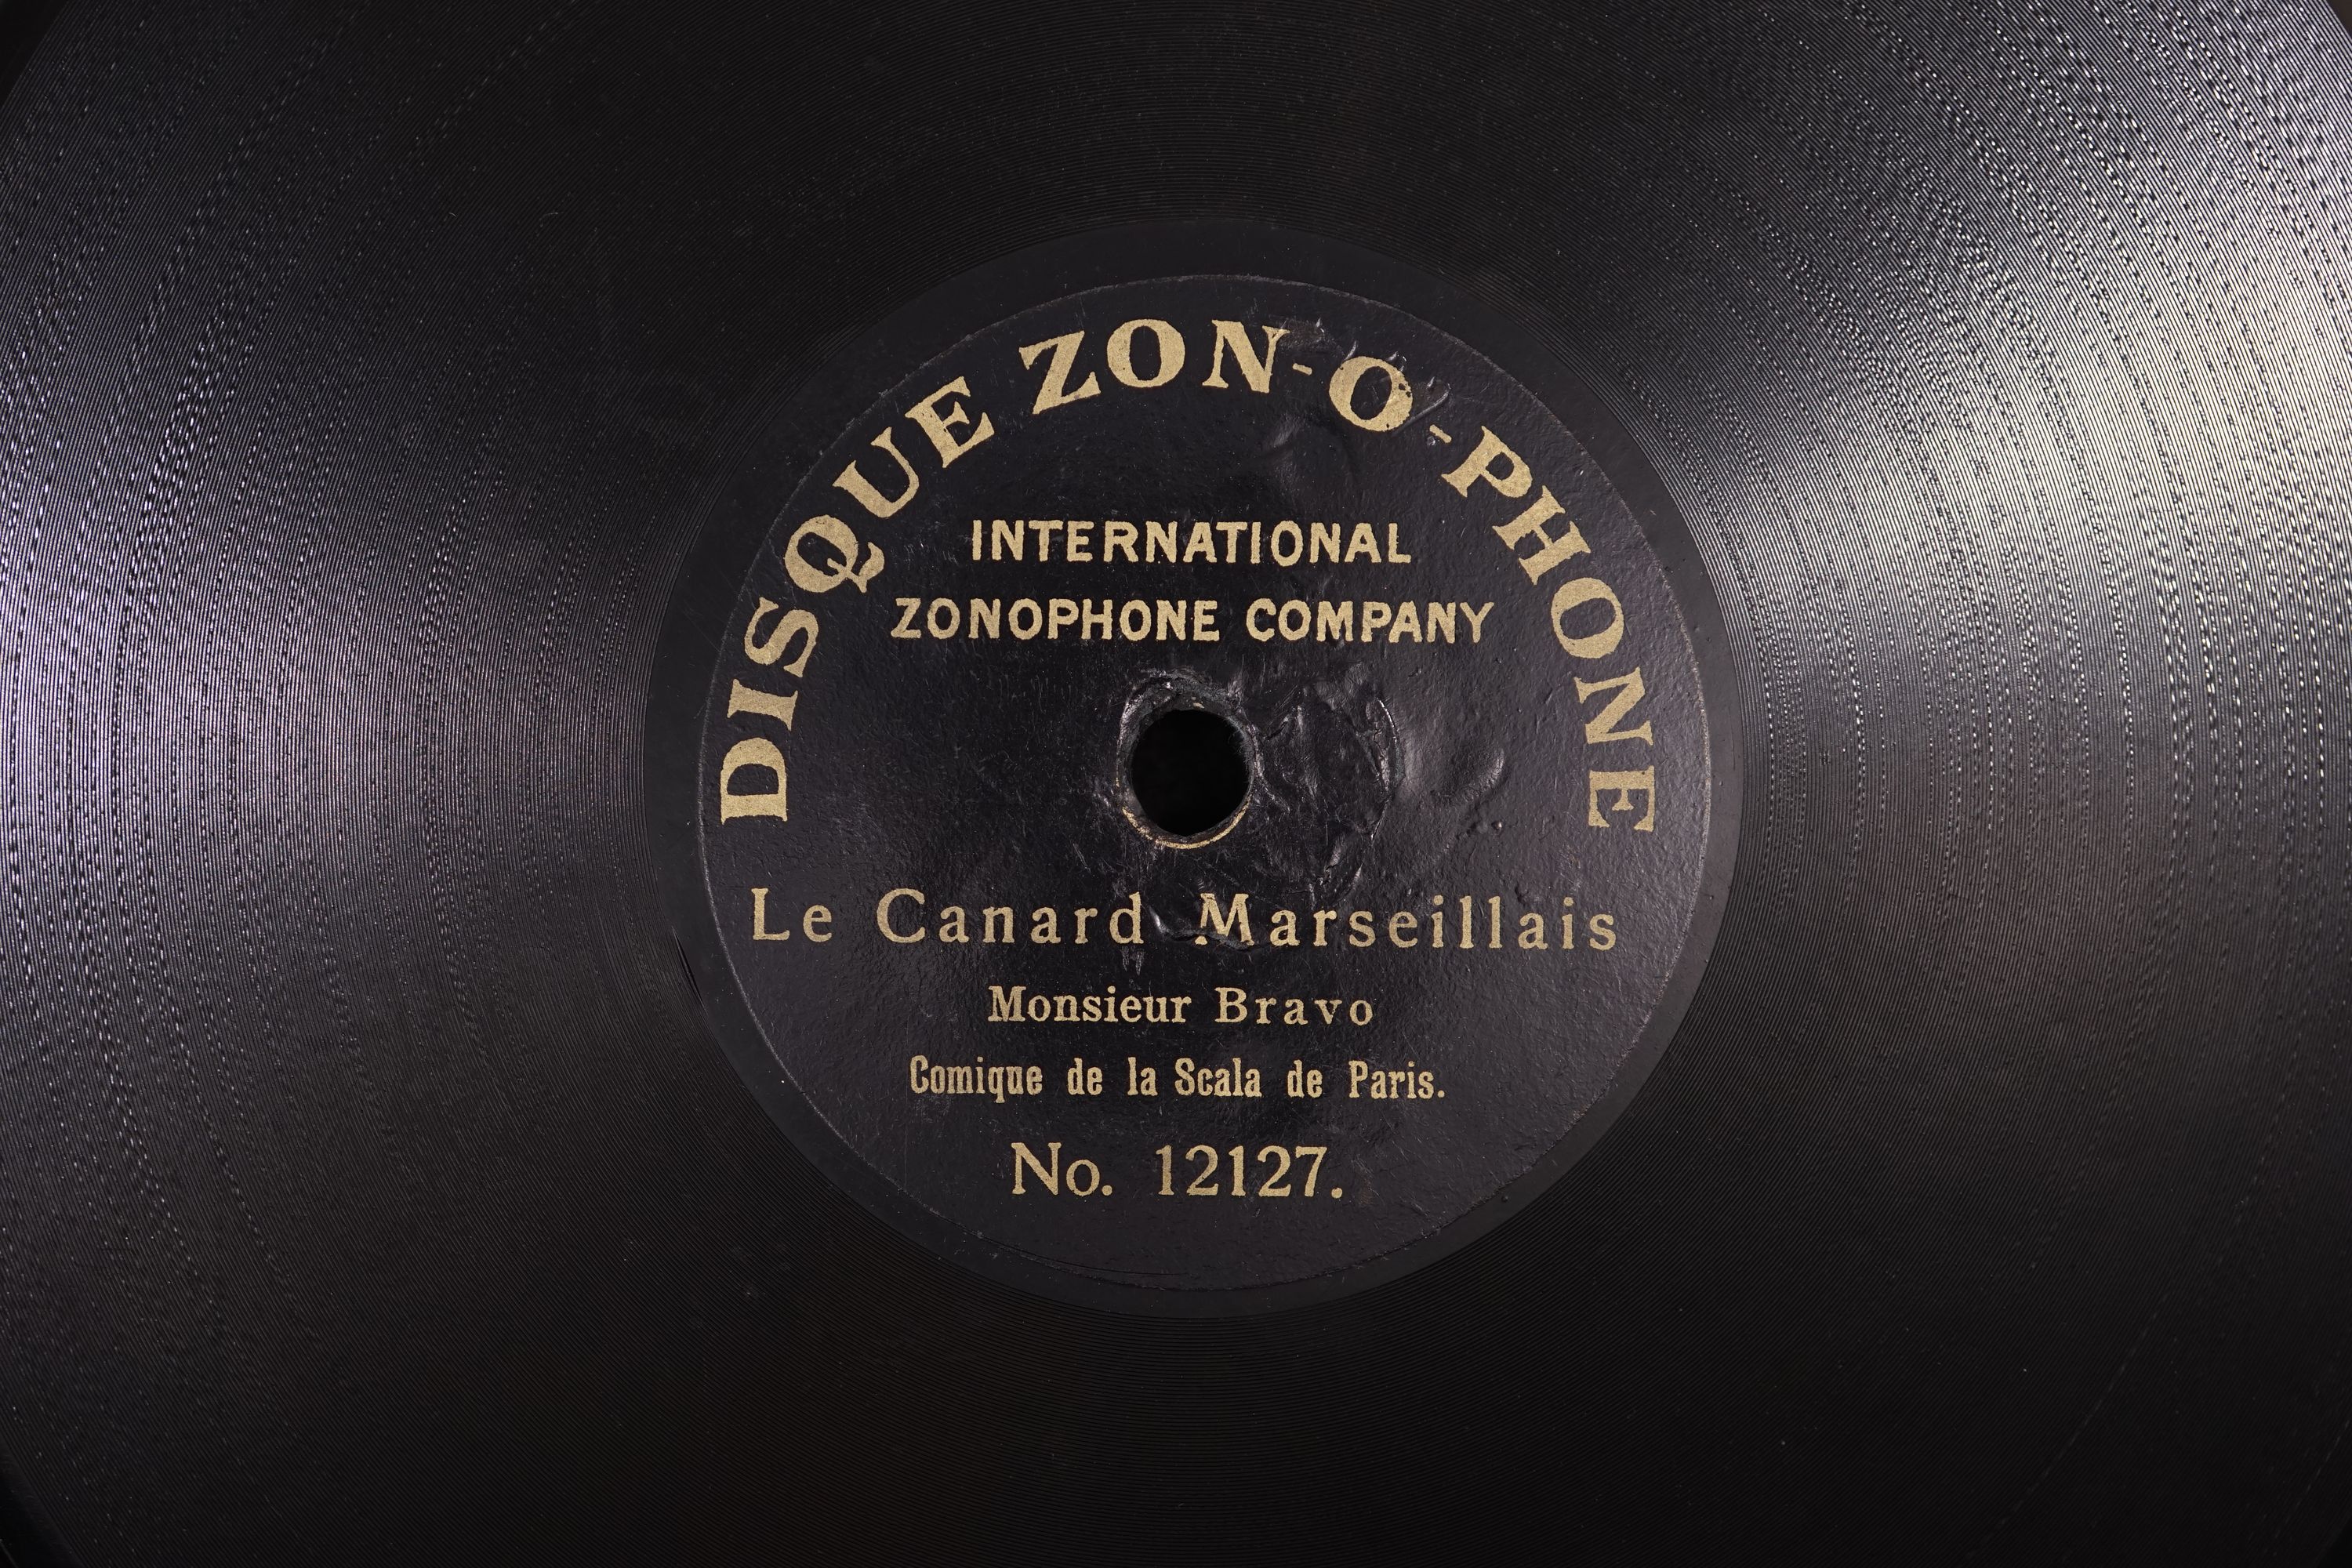 DISQUE ZON-O-PHONE
INTERNATIONAL
ZONOPHONE COMPANY
Le Canard Marseillais
Monsieur Bravo
Comique de la Scala de Paris.
No. 12127.